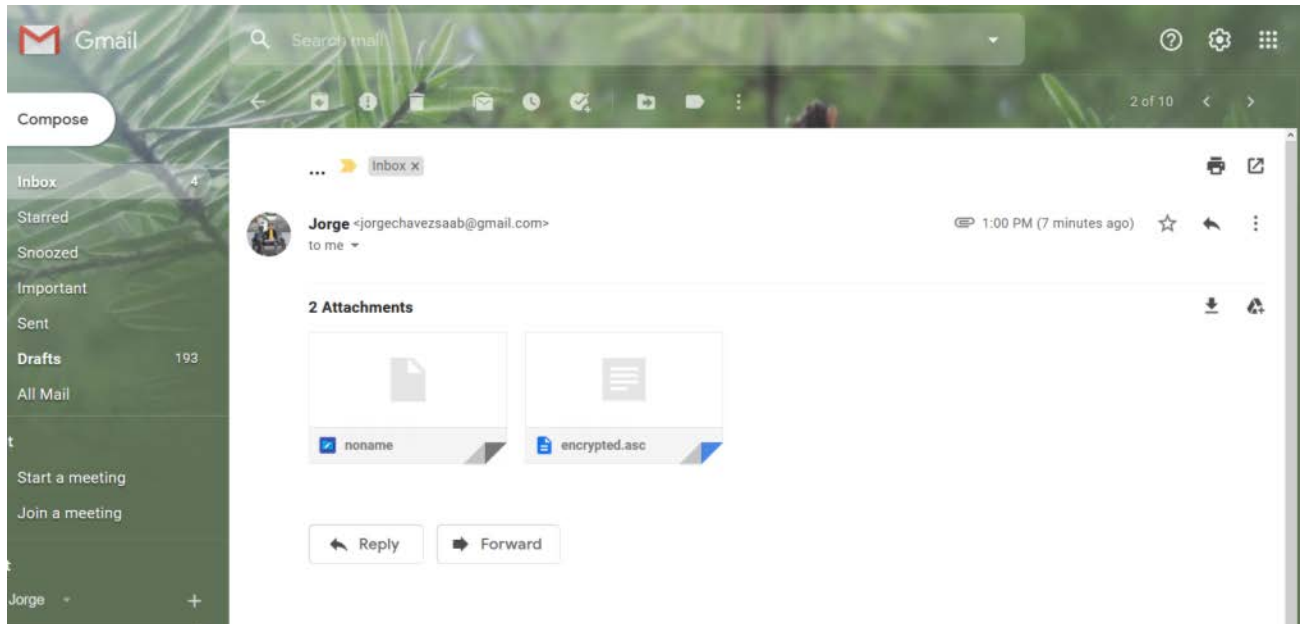 Gmail
Search mail
Compose
2 of 10
Inbox 4
Starred
Snoozed
Important
Sent
Drafts 193
All Mail
t
Start a meeting
Join a meeting
t
Jorge
... Inbox x
Jorge <jorgechavezsaab@gmail.com>
1:00 PM (7 minutes ago)
to me
2 Attachments
noname
encrypted.asc
Reply
Forward